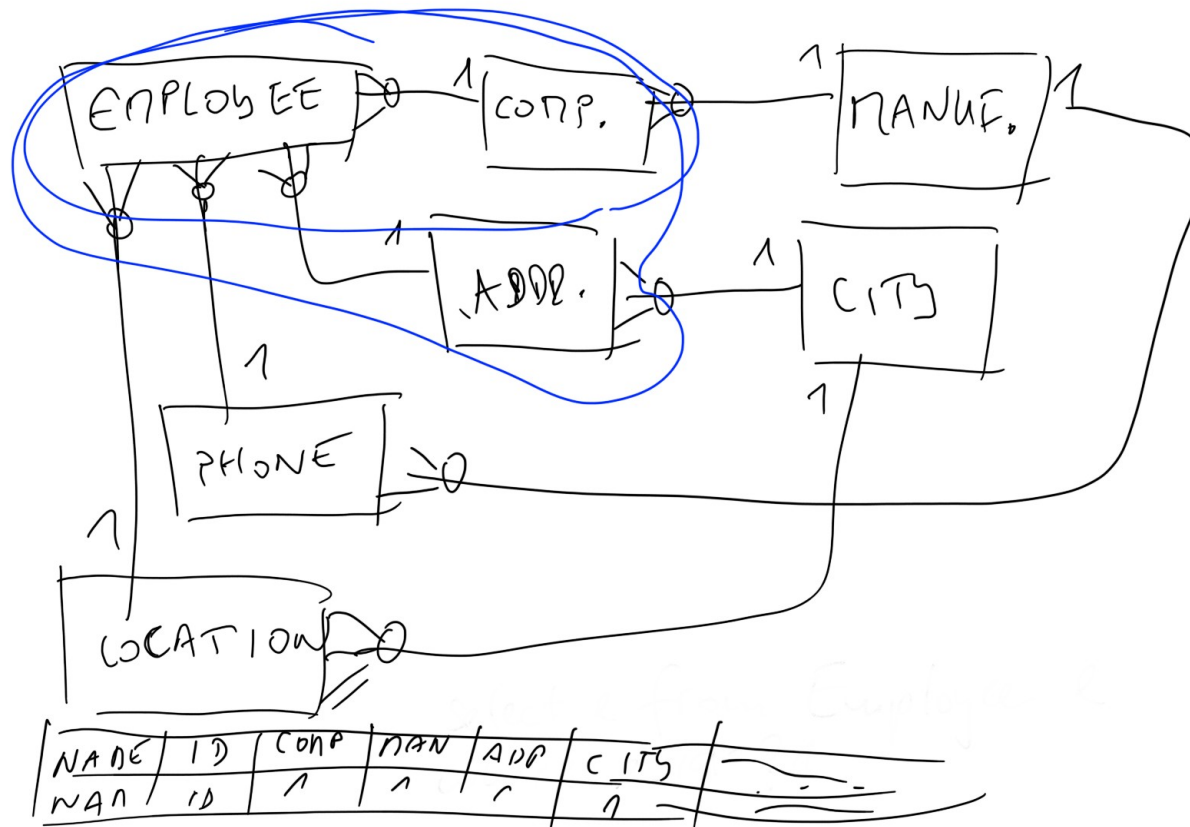 EMPLOYEE
1
COMP.
1
MANUF.
1
1
ADDR.
1
CITY
1
1
PHONE
1
LOCATION
NAME ID COMP MAN ADD CITY
NAM ID 1 1 1 1